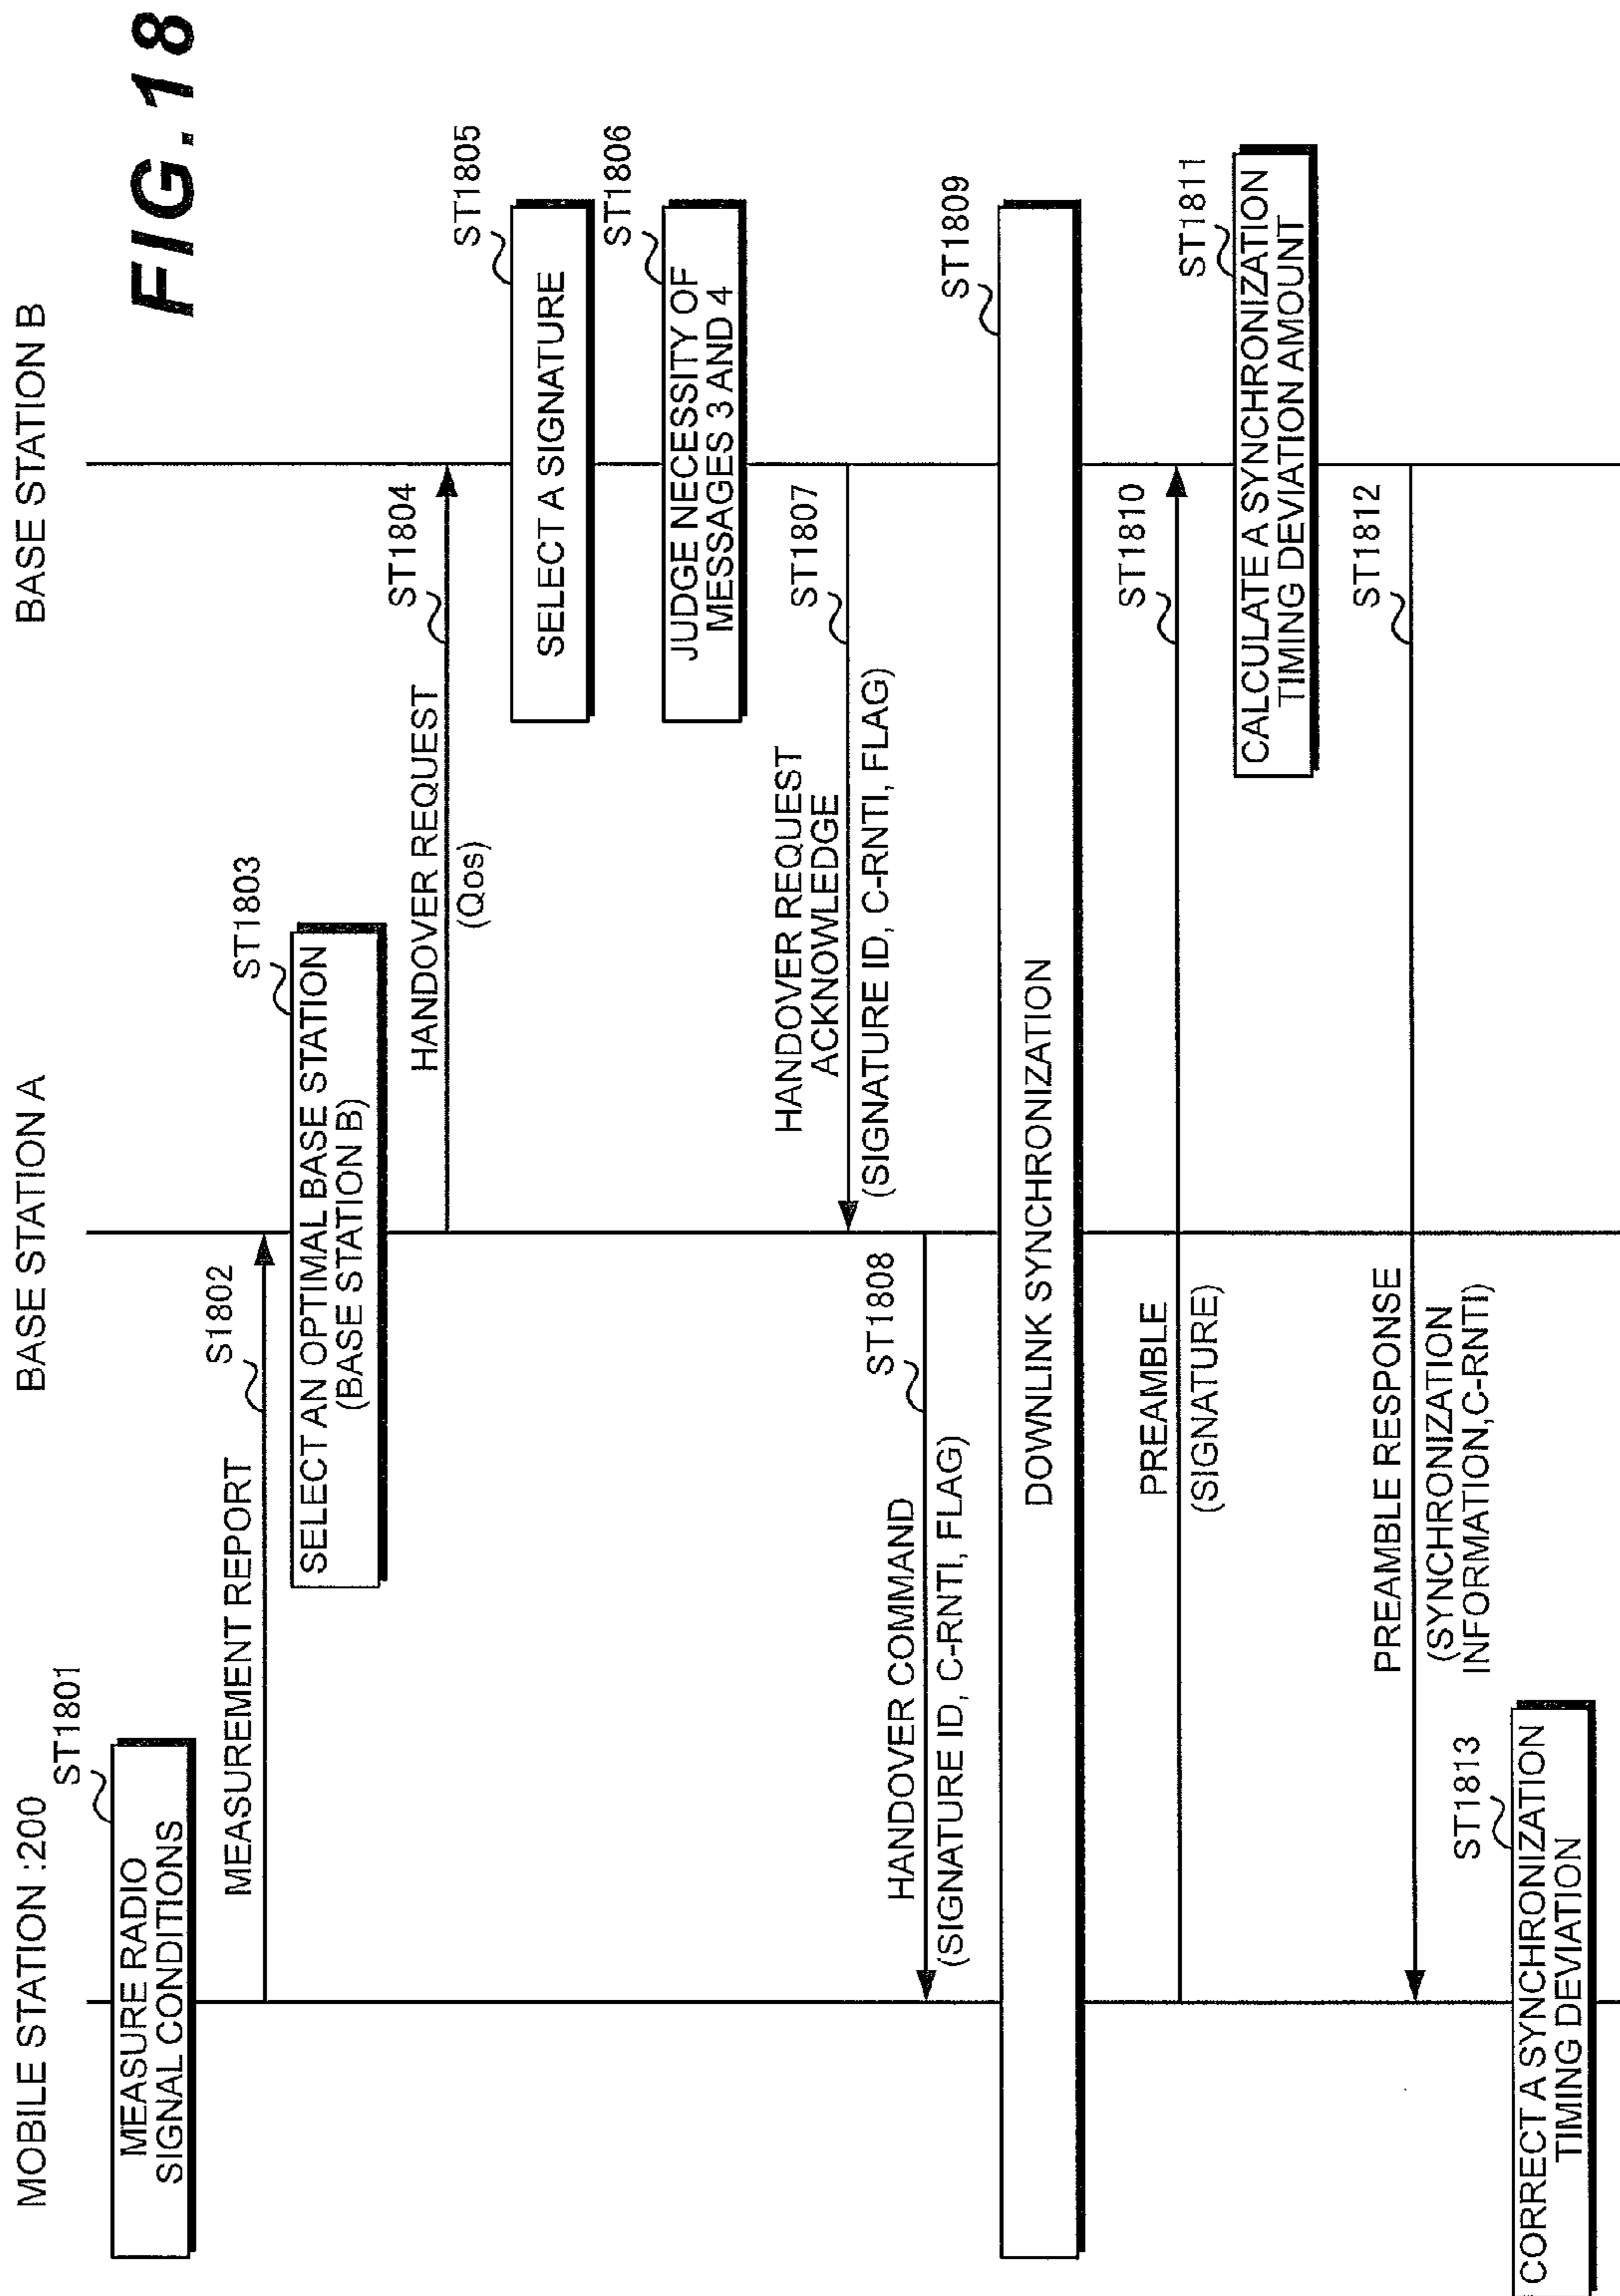 FIG.18
MOBILE STATION :200
BASE STATION A
BASE STATION B
ST1801
MEASURE RADIO
SIGNAL CONDITIONS
MEASUREMENT REPORT
S1802
ST1803
SELECT AN OPTIMAL BASE STATION
(BASE STATION B)
HANDOVER REQUEST
(Qos)
ST1804
ST1805
SELECT A SIGNATURE
ST1806
JUDGE NECESSITY OF
MESSAGES 3 AND 4
HANDOVER REQUEST
ACKNOWLEDGE
(SIGNATURE ID, C-RNTI, FLAG)
ST1807
HANDOVER COMMAND
(SIGNATURE ID, C-RNTI, FLAG)
ST1808
ST1809
DOWNLINK SYNCHRONIZATION
PREAMBLE
(SIGNATURE)
ST1810
ST1811
CALCULATE A SYNCHRONIZATION
TIMING DEVIATION AMOUNT
PREAMBLE RESPONSE
(SYNCHRONIZATION
INFORMATION,C-RNTI)
ST1812
ST1813
CORRECT A SYNCHRONIZATION
TIMING DEVIATION